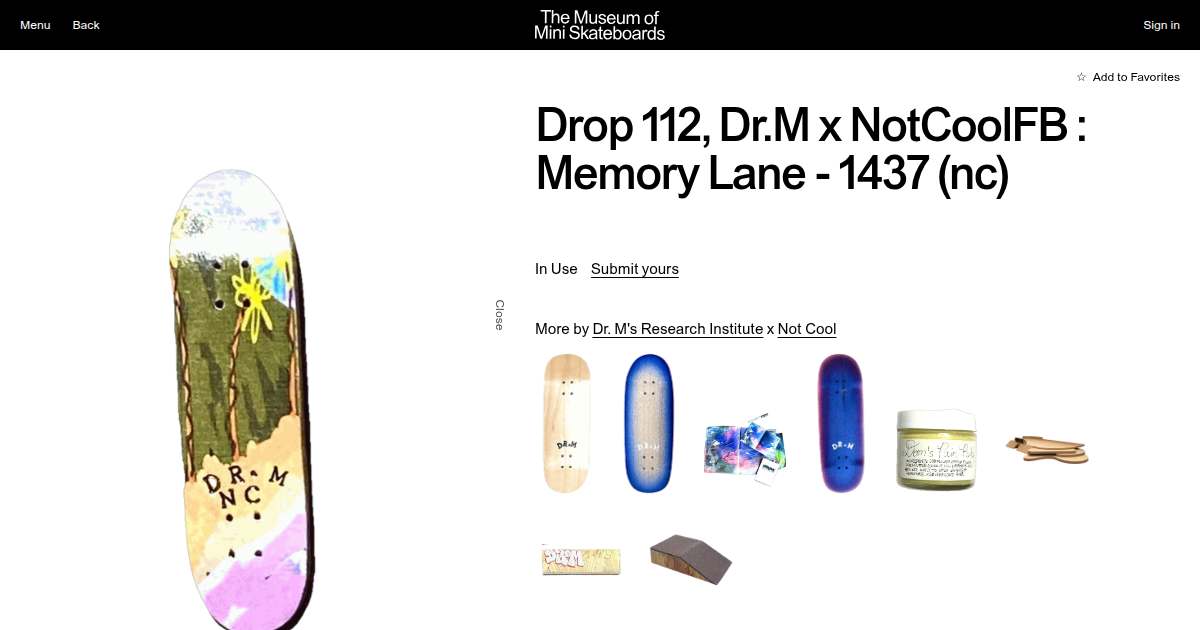 Menu Back
The Museum of
Mini Skateboards
Sign in
☆ Add to Favorites
Drop 112, Dr.M x NotCoolFB :
Memory Lane - 1437 (nc)
In Use Submit yours
Close
More by Dr. M's Research Institute x Not Cool
DR.M
NC
DR.M
DR.M
DR.M